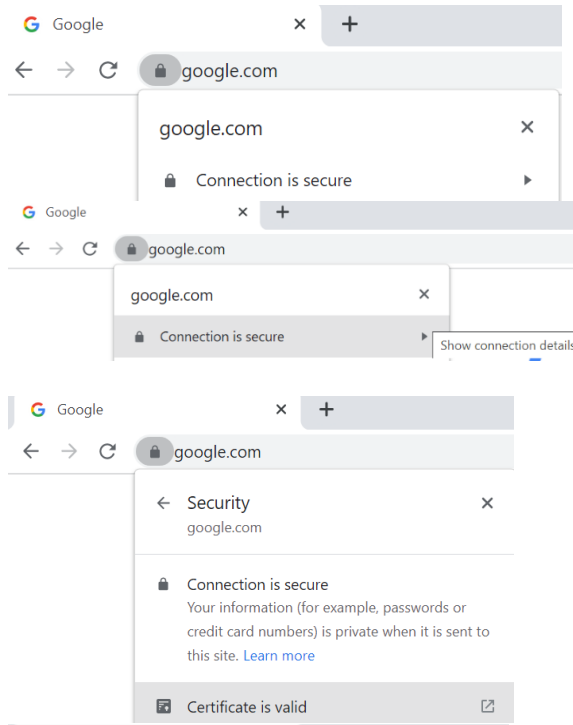 Google
google.com
google.com
Connection is secure
Google
google.com
google.com
Connection is secure
Show connection details
Google
google.com
Security
google.com
Connection is secure
Your information (for example, passwords or
credit card numbers) is private when it is sent to
this site. Learn more
Certificate is valid